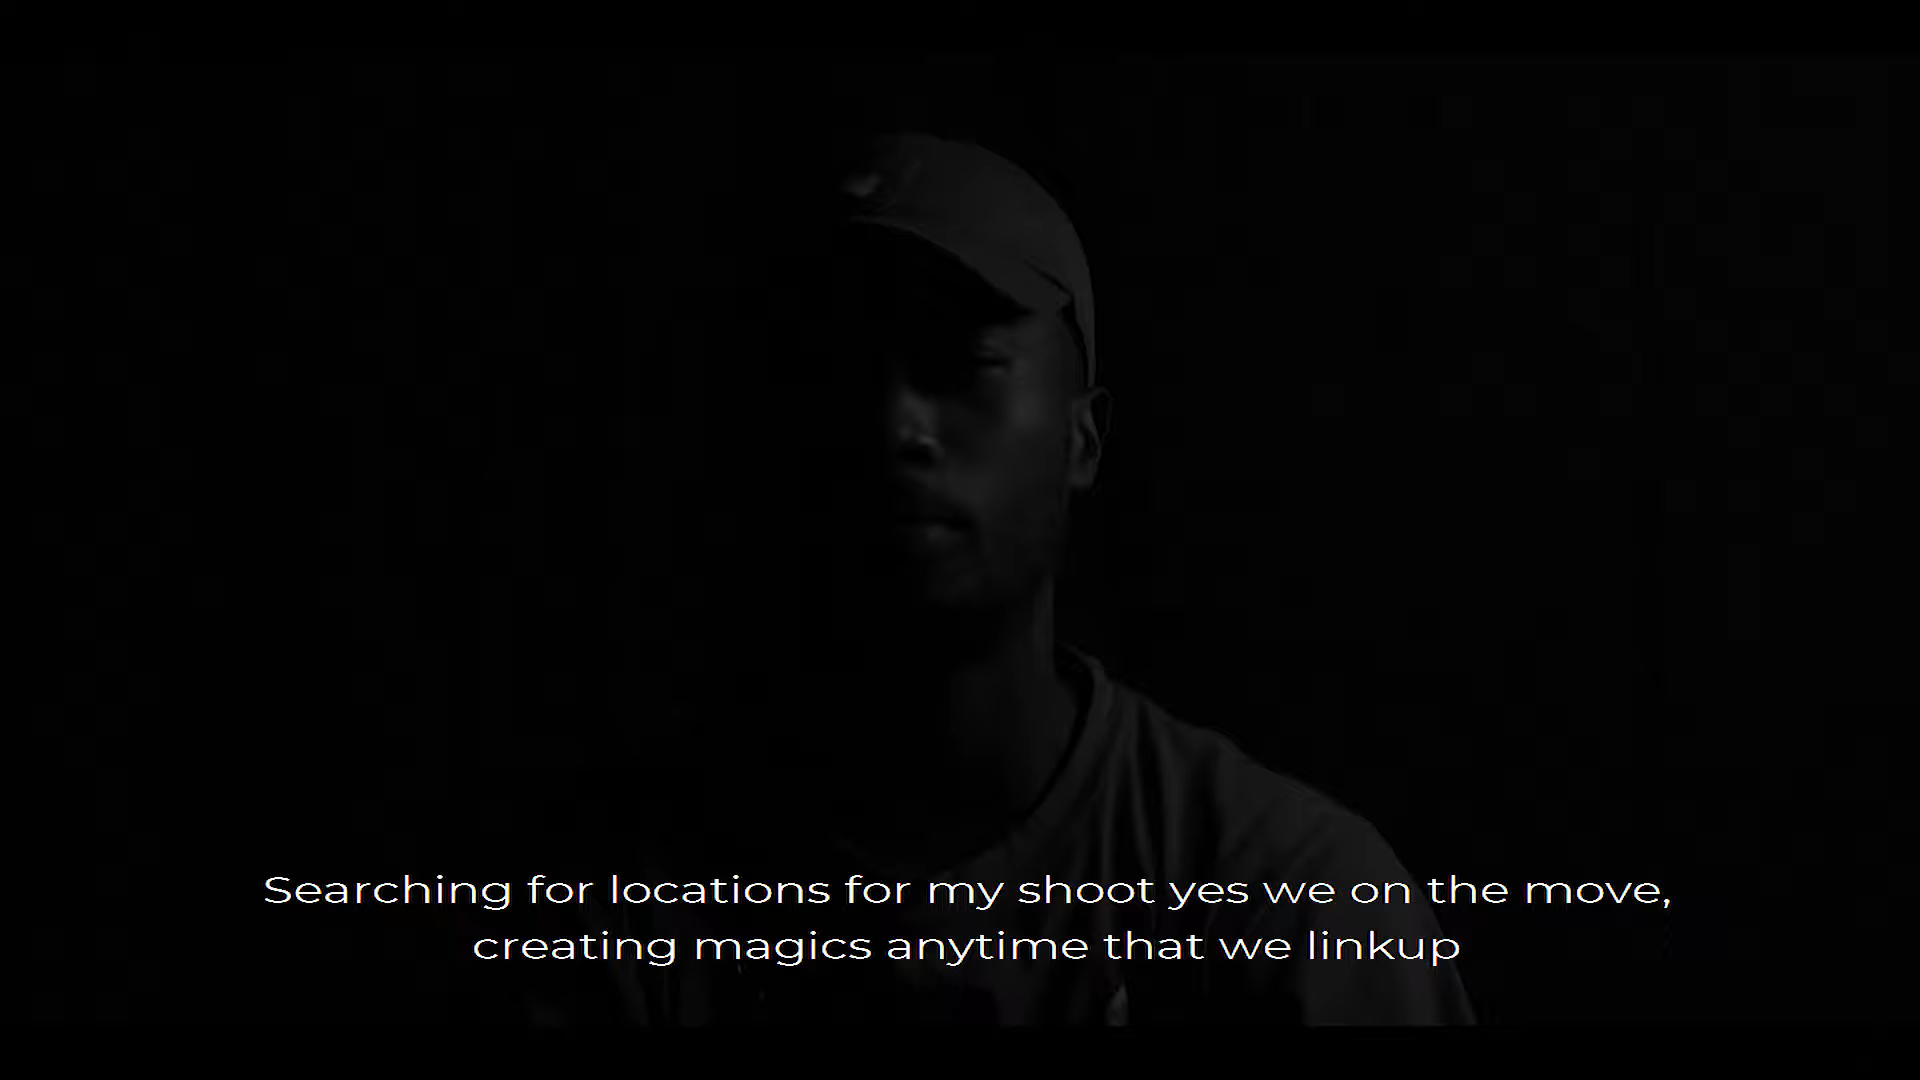 Searching for locations for my shoot yes we on the move,
creating magics anytime that we linkup